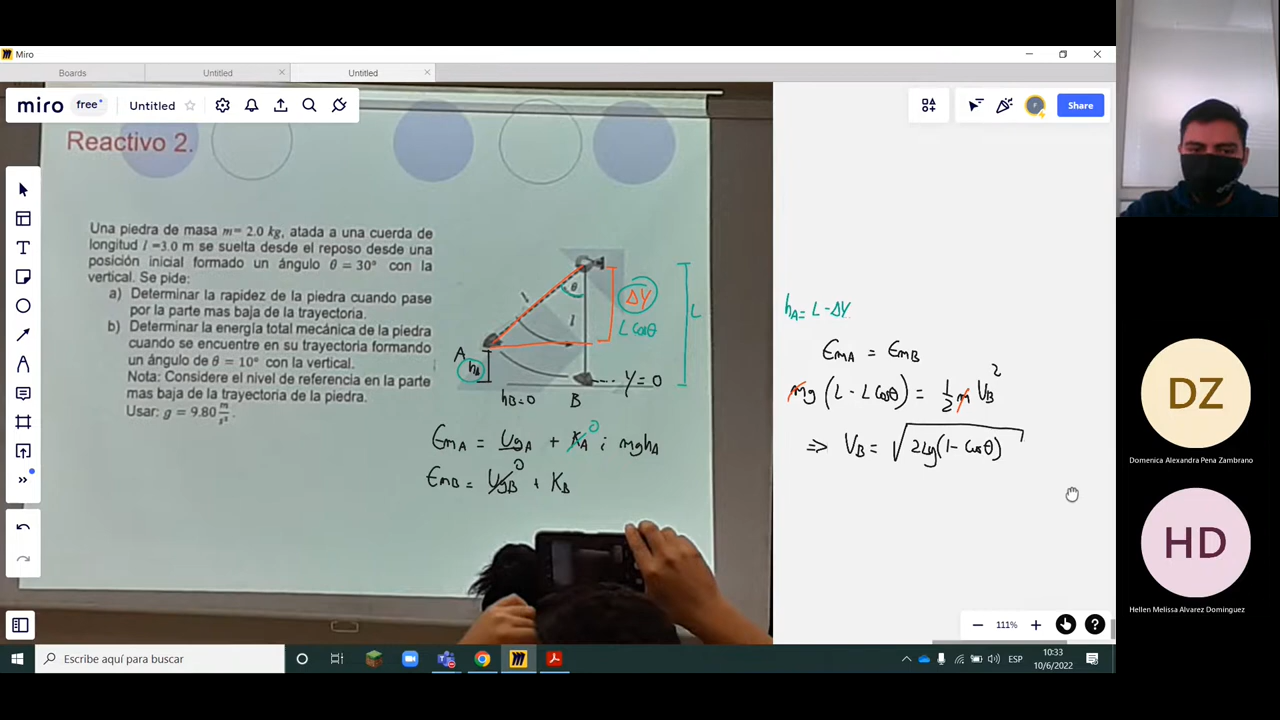 Miro
Boards
Untitled
Untitled
miro
free
Untitled
Share
Reactivo 2.
Una piedra de masa m= 2.0 kg, atada a una cuerda de
longitud l =3.0 m se suelta desde el reposo desde una
posición inicial formado un ángulo θ = 30° con la
vertical. Se pide:
a) Determinar la rapidez de la piedra cuando pase
por la parte mas baja de la trayectoria.
b) Determinar la energía total mecánica de la piedra
cuando se encuentre en su trayectoria formando
un ángulo de θ = 10° con la vertical.
Nota: Considere el nivel de referencia en la parte
mas baja de la trayectoria de la piedra.
Usar: g = 9.80 m/s²
θ
l
l
ΔY
L Cosθ
L
A
hA
hB=0
B
Y=0
EmA = UgA + KA 0 ; mghA
EmB = UgB 0 + KB
hA= L-ΔY
EmA = EmB
mg (L - L Cosθ) = 1/2 m VB²
⇒ VB = √2Lg(1- Cosθ)
111%
DZ
Domenica Alexandra Pena Zambrano
HD
Hellen Melissa Alvarez Dominguez
Escribe aquí para buscar
ESP
10:33
10/6/2022